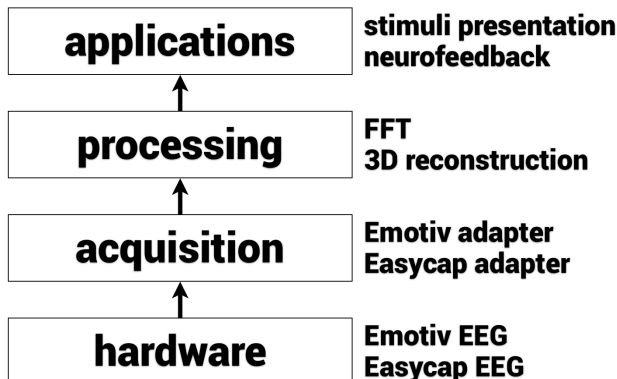 applications
stimuli presentation
neurofeedback
processing
FFT
3D reconstruction
acquisition
Emotiv adapter
Easycap adapter
hardware
Emotiv EEG
Easycap EEG